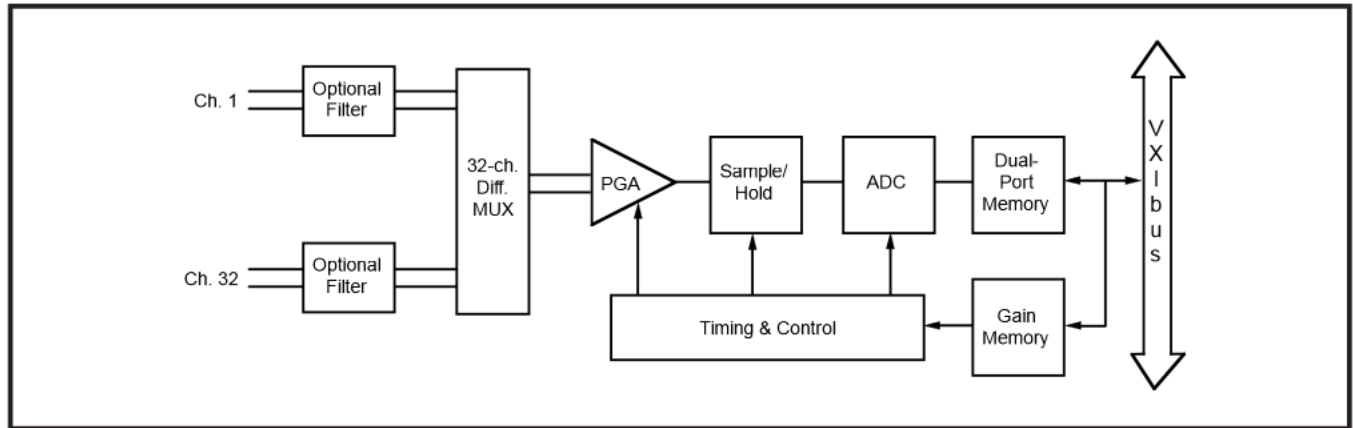 Ch. 1
Optional
Filter
32-ch.
Diff.
MUX
PGA
Sample/
Hold
ADC
Dual-
Port
Memory
VXIbus
Ch. 32
Optional
Filter
Timing & Control
Gain
Memory